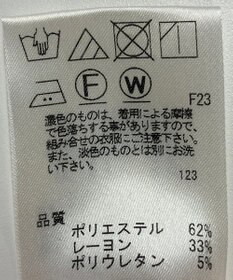 F W F23
濃色のものは、着用による摩擦
で色落ちする事がありますので、
組み合せの衣服にご注意下さい。
また、淡色のものとは別にお洗
い下さい。
123
品質
ポリエステル 62%
レーヨン 33%
ポリウレタン 5%